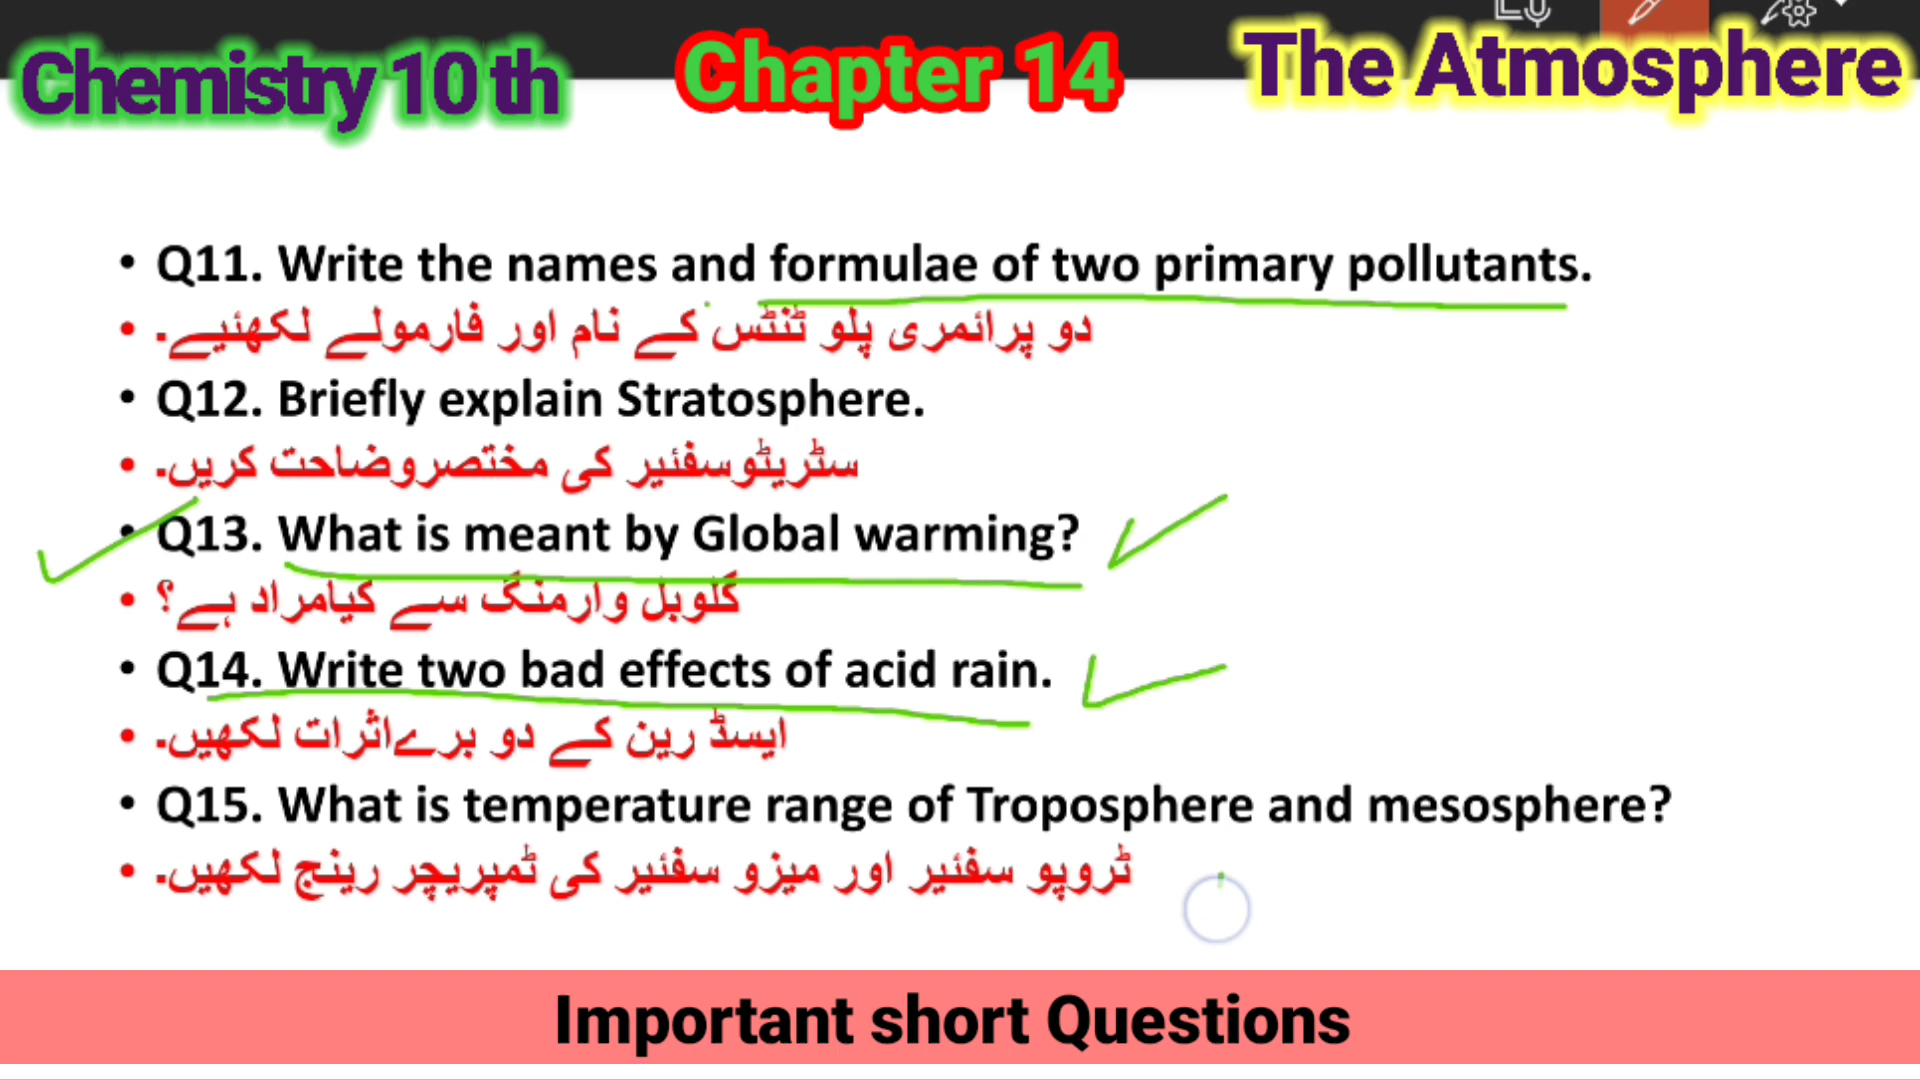 Chemistry 10 th Chapter 14 The Atmosphere
• Q11. Write the names and formulae of two primary pollutants.
• دو پرائمری پلو ٹنٹس کے نام اور فارمولے لکھئیے۔
• Q12. Briefly explain Stratosphere.
• سٹریٹوسفئیر کی مختصروضاحت کریں۔
• Q13. What is meant by Global warming?
• گلوبل وارمنگ سے کیامراد ہے؟
• Q14. Write two bad effects of acid rain.
• ایسڈ رین کے دو برےاثرات لکھیں۔
• Q15. What is temperature range of Troposphere and mesosphere?
• ٹروپو سفئیر اور میزو سفئیر کی ٹمپریچر رینج لکھیں۔
Important short Questions